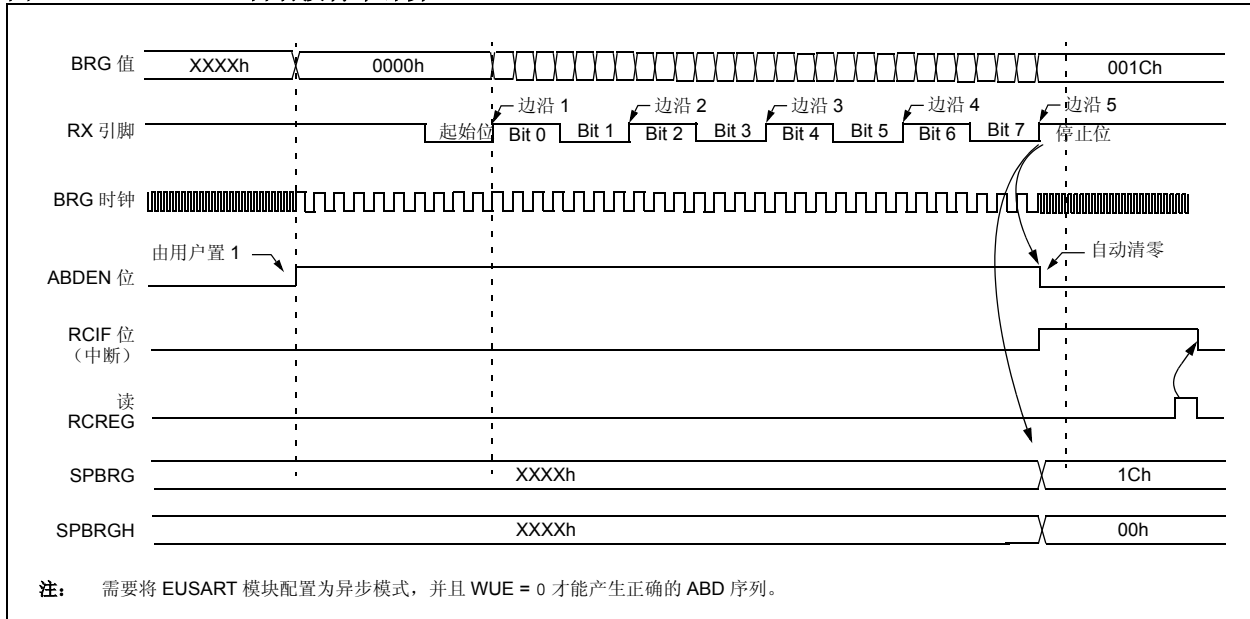 BRG 值
XXXXh
0000h
001Ch
边沿 1
边沿 2
边沿 3
边沿 4
边沿 5
RX 引脚
起始位
Bit 0
Bit 1
Bit 2
Bit 3
Bit 4
Bit 5
Bit 6
Bit 7
停止位
BRG 时钟
由用户置 1
自动清零
ABDEN 位
RCIF 位
（中断）
读
RCREG
SPBRG
XXXXh
1Ch
SPBRGH
XXXXh
00h
注： 需要将 EUSART 模块配置为异步模式，并且 WUE = 0 才能产生正确的 ABD 序列。